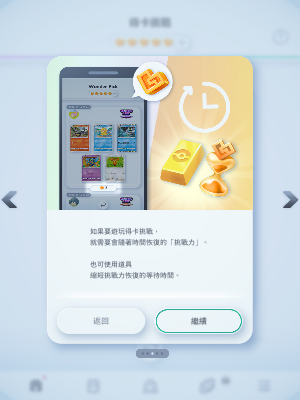 得卡挑戰
Wonder Pick
如果要遊玩得卡挑戰，
就需要會隨著時間恢復的「挑戰力」。
也可使用道具
縮短挑戰力恢復的等待時間。
返回
繼續